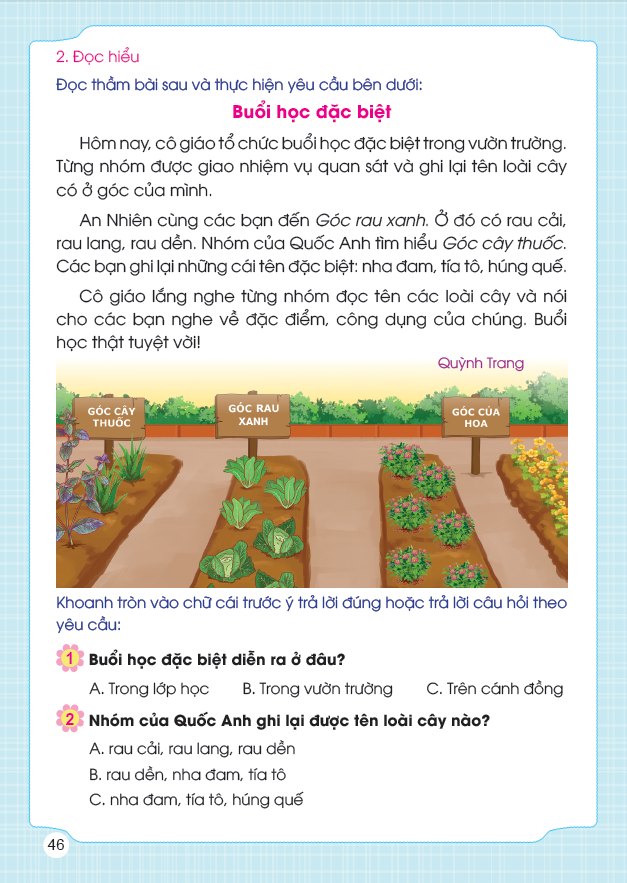 2. Đọc hiểu
Đọc thầm bài sau và thực hiện yêu cầu bên dưới:
Buổi học đặc biệt
Hôm nay, cô giáo tổ chức buổi học đặc biệt trong vườn trường.
Từng nhóm được giao nhiệm vụ quan sát và ghi lại tên loài cây
có ở góc của mình.
An Nhiên cùng các bạn đến Góc rau xanh. Ở đó có rau cải,
rau lang, rau dền. Nhóm của Quốc Anh tìm hiểu Góc cây thuốc.
Các bạn ghi lại những cái tên đặc biệt: nha đam, tía tô, húng quế.
Cô giáo lắng nghe từng nhóm đọc tên các loài cây và nói
cho các bạn nghe về đặc điểm, công dụng của chúng. Buổi
học thật tuyệt vời!
Quỳnh Trang
GÓC CÂY
THUỐC
GÓC RAU
XANH
GÓC CỦA
HOA
Khoanh tròn vào chữ cái trước ý trả lời đúng hoặc trả lời câu hỏi theo
yêu cầu:
1 Buổi học đặc biệt diễn ra ở đâu?
A. Trong lớp học B. Trong vườn trường C. Trên cánh đồng
2 Nhóm của Quốc Anh ghi lại được tên loài cây nào?
A. rau cải, rau lang, rau dền
B. rau dền, nha đam, tía tô
C. nha đam, tía tô, húng quế
46